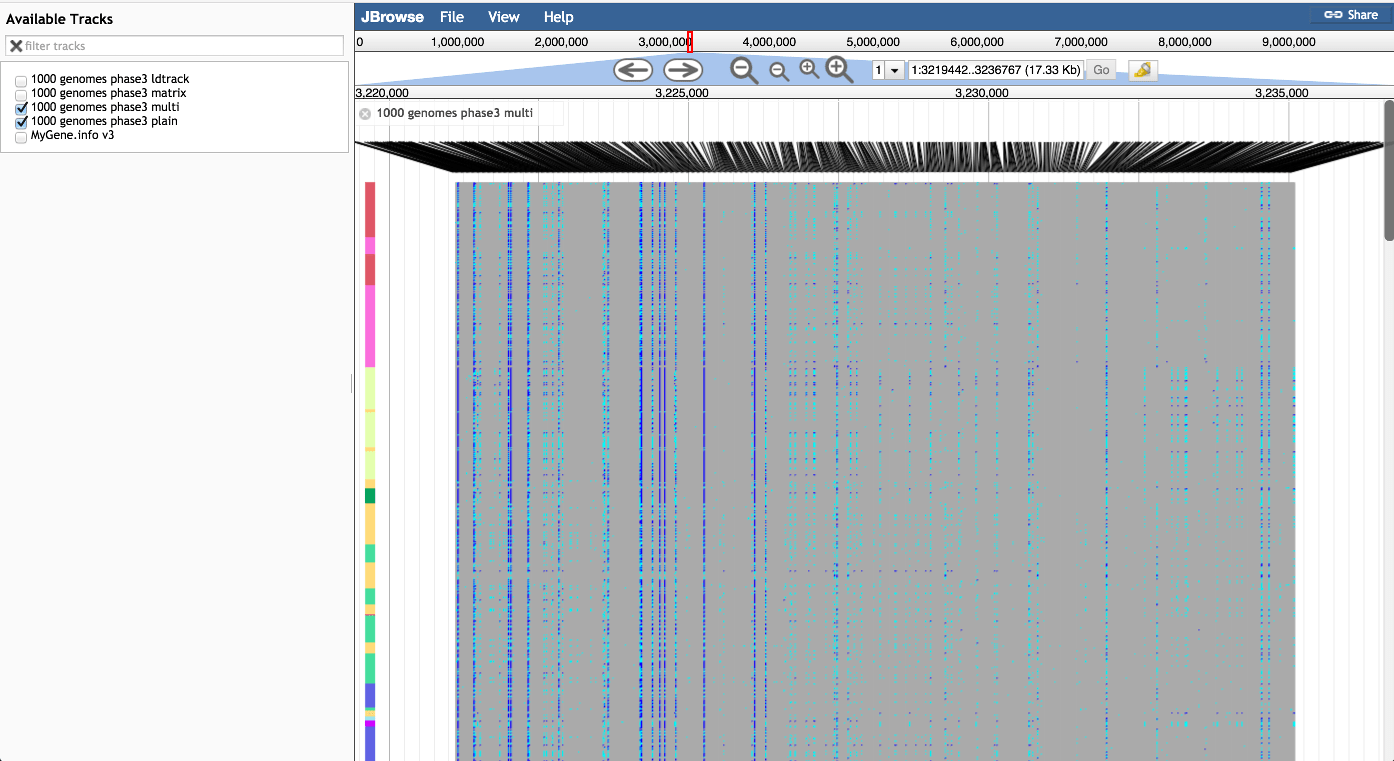 Available Tracks
filter tracks
1000 genomes phase3 ldtrack
1000 genomes phase3 matrix
1000 genomes phase3 multi
1000 genomes phase3 plain
MyGene.info v3
JBrowse File View Help Share
0 1,000,000 2,000,000 3,000,000 4,000,000 5,000,000 6,000,000 7,000,000 8,000,000 9,000,000
1 1:3219442..3236767 (17.33 Kb) Go
3,220,000 3,225,000 3,230,000 3,235,000
1000 genomes phase3 multi